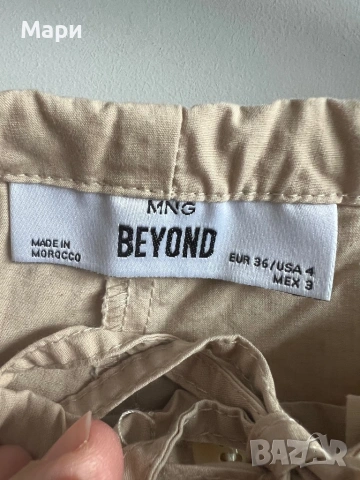 Мари
MNG
BEYOND
MADE IN
MOROCCO
EUR 36/USA 4
MEX 3
BAZAR